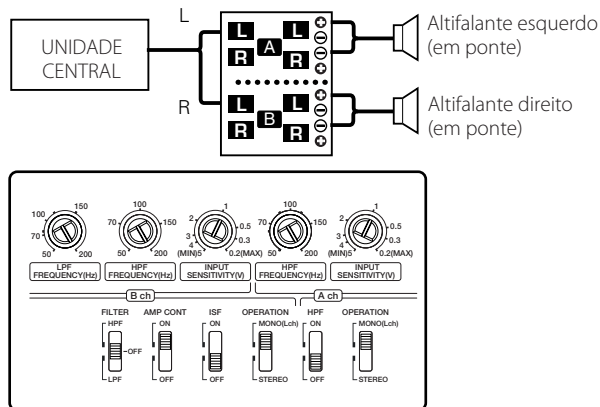 L
L L
UNIDADE
CENTRAL
A
R R
Altifalante esquerdo
(em ponte)
R
L L
B
R R
Altifalante direito
(em ponte)
50 70 100 150 200
LPF
FREQUENCY(Hz)
50 70 100 150 200
HPF
FREQUENCY(Hz)
(MIN)5 4 3 2 1 0.5 0.3 0.2(MAX)
INPUT
SENSITIVITY(V)
50 70 100 150 200
HPF
FREQUENCY(Hz)
(MIN)5 4 3 2 1 0.5 0.3 0.2(MAX)
INPUT
SENSITIVITY(V)
B ch
A ch
FILTER AMP CONT ISF OPERATION HPF OPERATION
HPF ON ON MONO(Lch) ON MONO(Lch)
OFF
LPF OFF OFF STEREO OFF STEREO